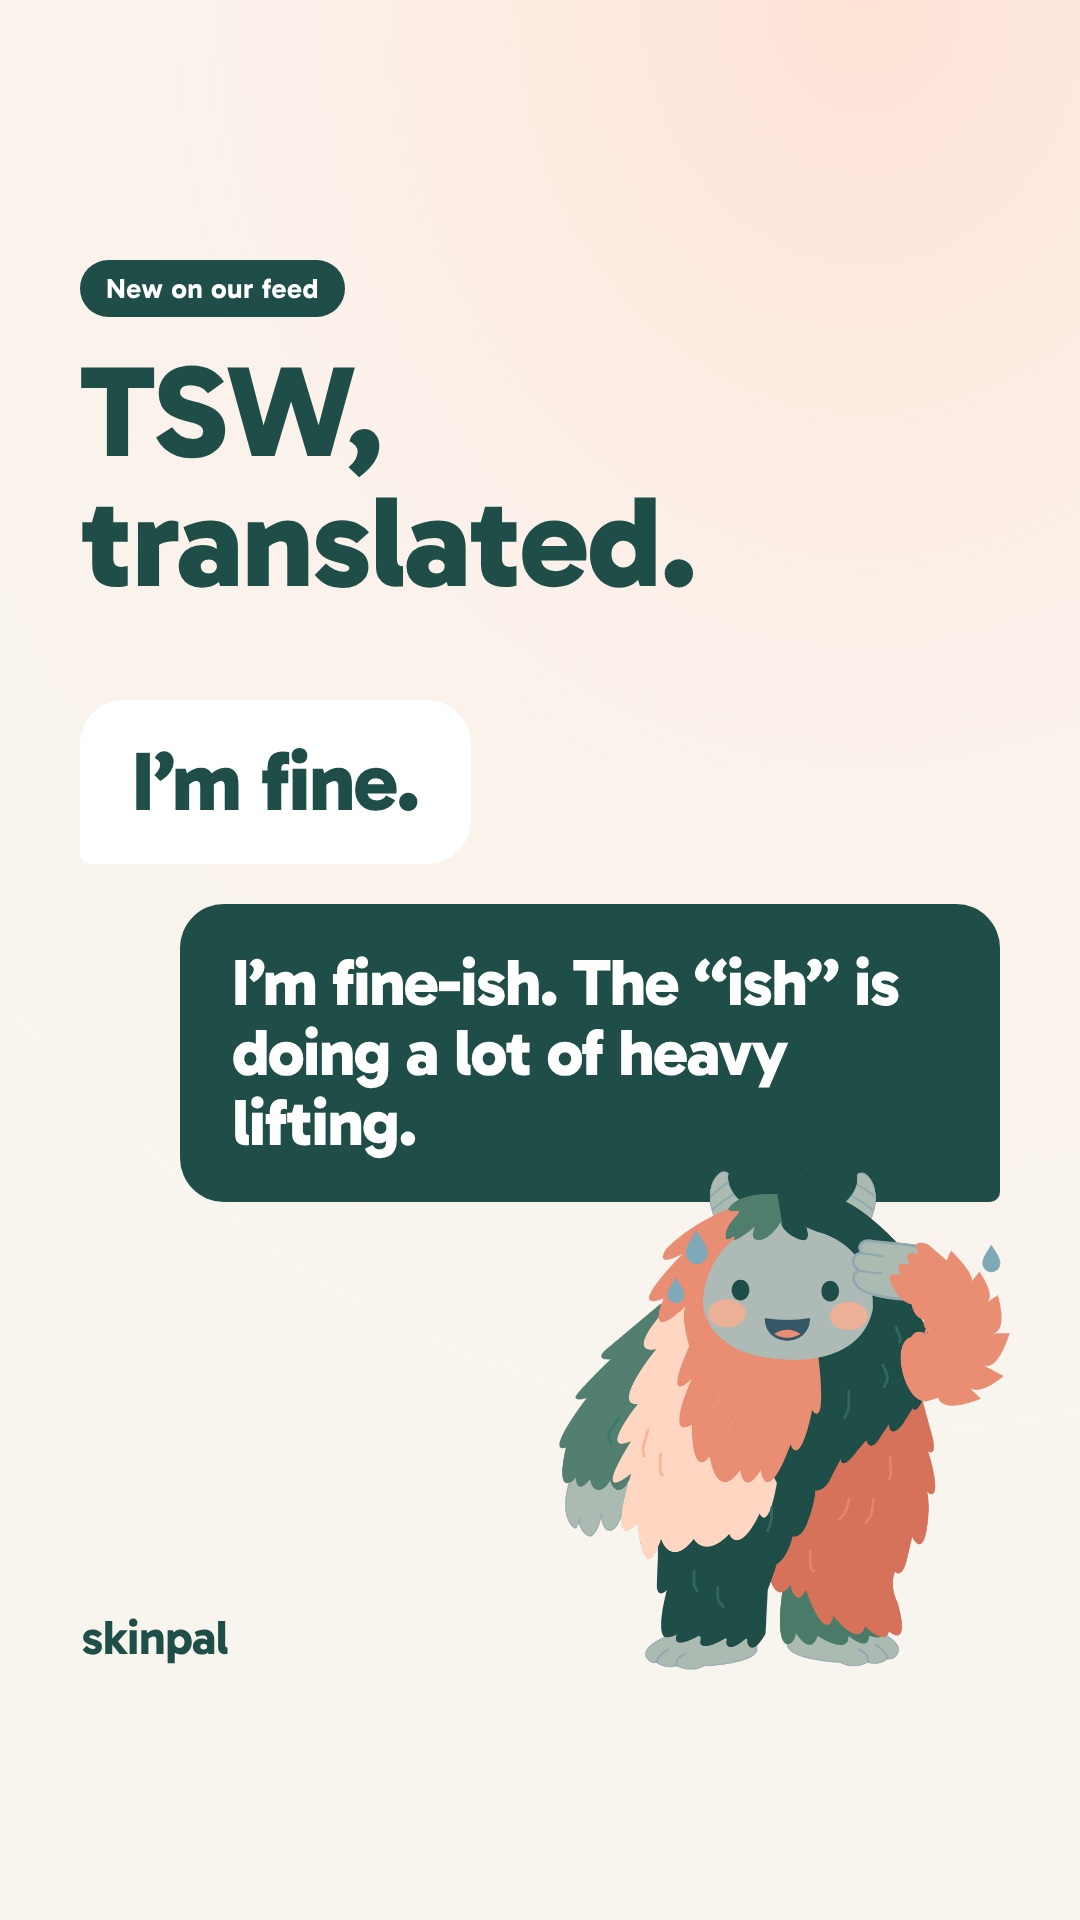 New on our feed
TSW,
translated.
I’m fine.
I’m fine-ish. The “ish” is
doing a lot of heavy
lifting.
skinpal